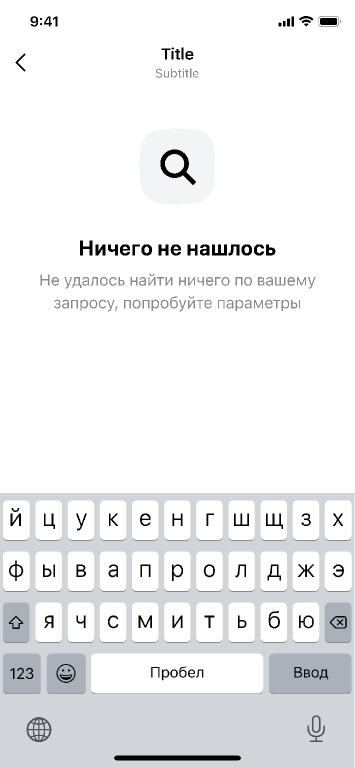 9:41
Title
Subtitle
Ничего не нашлось
Не удалось найти ничего по вашему
запросу, попробуйте параметры
й ц у к е н г ш щ з х
ф ы в а п р о л д ж э
я ч с м и т ь б ю
123 Пробел Ввод